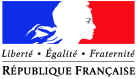 Liberté • Égalité • Fraternité
RÉPUBLIQUE FRANÇAISE